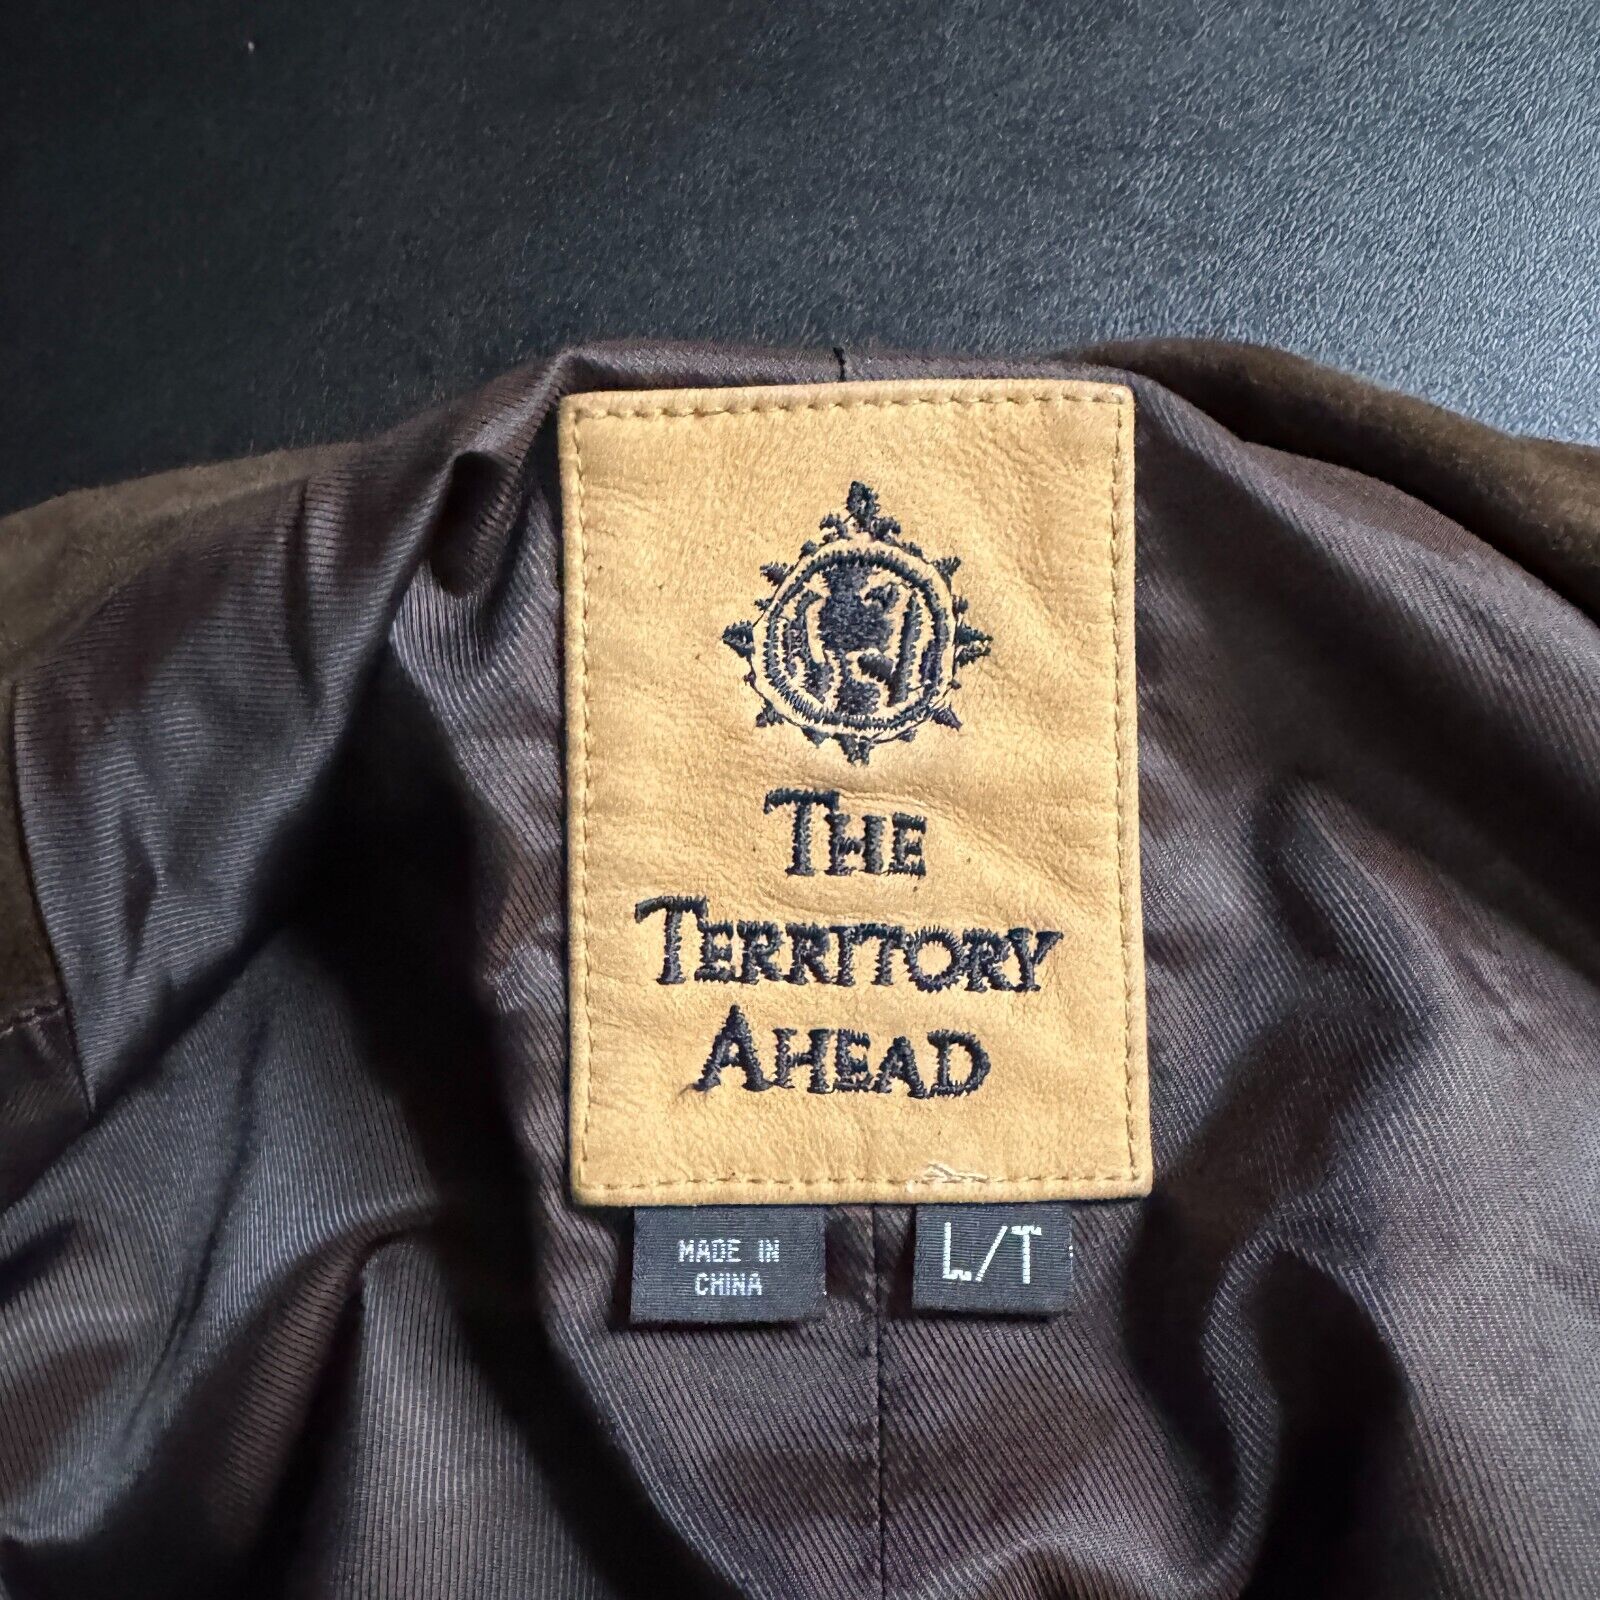 THE
TERRITORY
AHEAD
MADE IN
CHINA
L/T